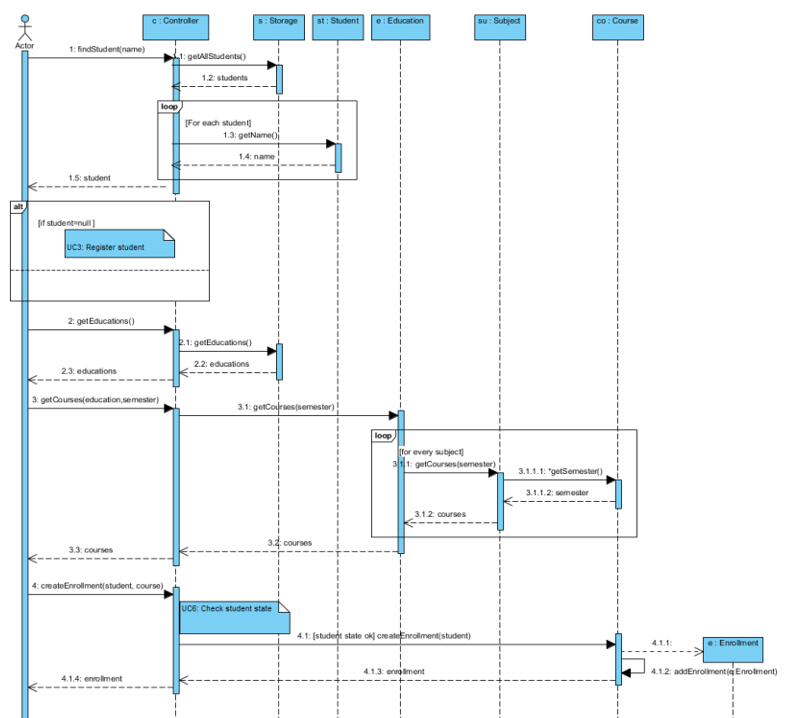 c : Controller
s : Storage
st : Student
e : Education
su : Subject
co : Course
Actor
1: findStudent(name)
1.1: getAllStudents()
1.2: students
loop
[For each student]
1.3: getName()
1.4: name
1.5: student
alt
[if student=null ]
UC3: Register student
2: getEducations()
2.1: getEducations()
2.2: educations
2.3: educations
3: getCourses(education,semester)
3.1: getCourses(semester)
loop
[for every subject]
3.1.1: getCourses(semester)
3.1.1.1: *getSemester()
3.1.1.2: semester
3.1.2: courses
3.2: courses
3.3: courses
4: createEnrollment(student, course)
UC6: Check student state
4.1: [student state ok] createEnrollment(student)
4.1.1:
e : Enrollment
4.1.2: addEnrollment(e:Enrollment)
4.1.3: enrollment
4.1.4: enrollment